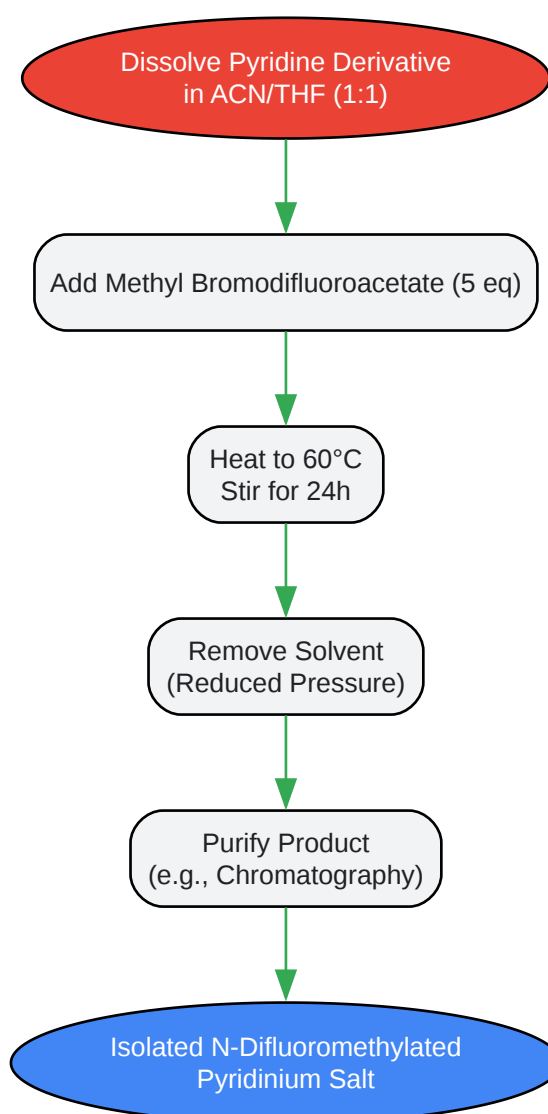 Dissolve Pyridine Derivative
in ACN/THF (1:1)
Add Methyl Bromodifluoroacetate (5 eq)
Heat to 60°C
Stir for 24h
Remove Solvent
(Reduced Pressure)
Purify Product
(e.g., Chromatography)
Isolated N-Difluoromethylated
Pyridinium Salt